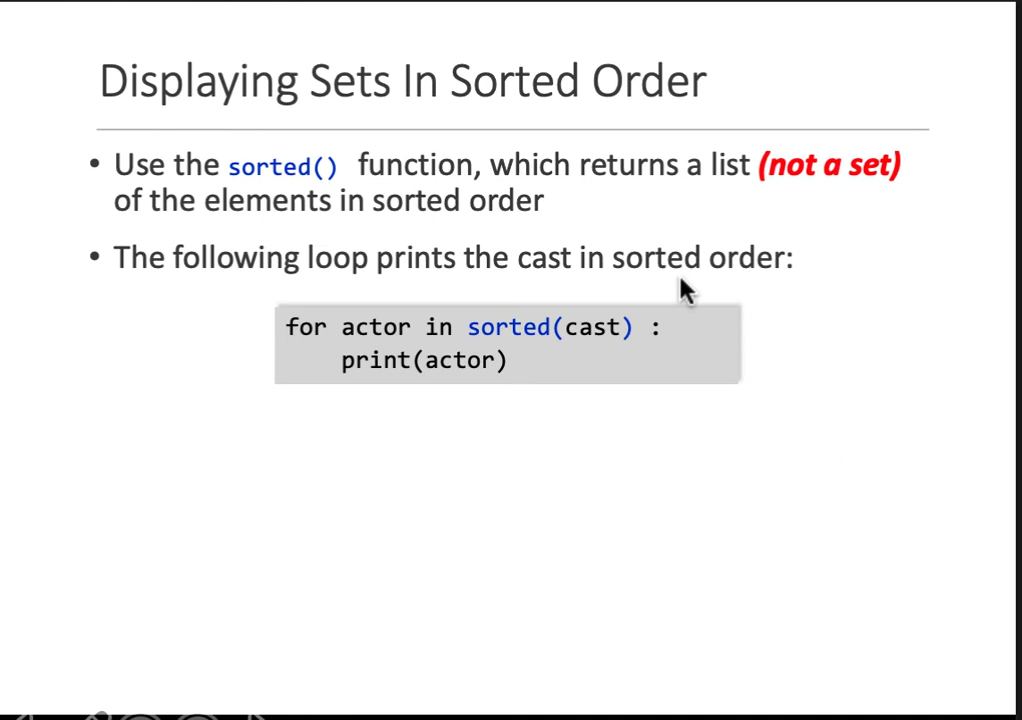 Displaying Sets In Sorted Order
• Use the sorted() function, which returns a list (not a set)
of the elements in sorted order
• The following loop prints the cast in sorted order:
for actor in sorted(cast) :
    print(actor)